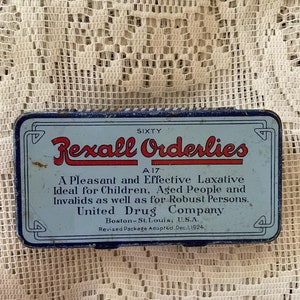 SIXTY
Rexall Orderlies
A17
A Pleasant and Effective Laxative
Ideal for Children, Aged People and
Invalids as well as for Robust Persons.
United Drug Company
Boston-St. Louis, U.S.A.
Revised Package Adopted Dec. 1, 1924